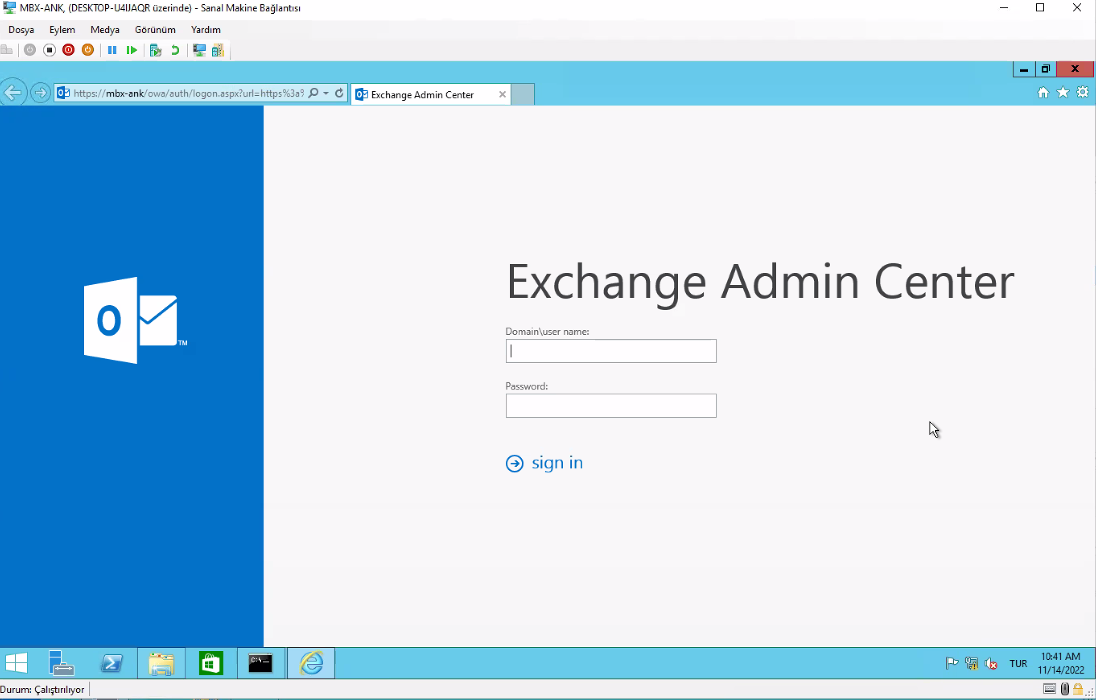 MBX-ANK, (DESKTOP-U4IJAQR üzerinde) - Sanal Makine Bağlantısı
Dosya Eylem Medya Görünüm Yardım
https://mbx-ank/owa/auth/logon.aspx?url=https%3a%
Exchange Admin Center
O
TM
Exchange Admin Center
Domain\user name:
Password:
sign in
TUR
10:41 AM
11/14/2022
Durum: Çalıştırılıyor